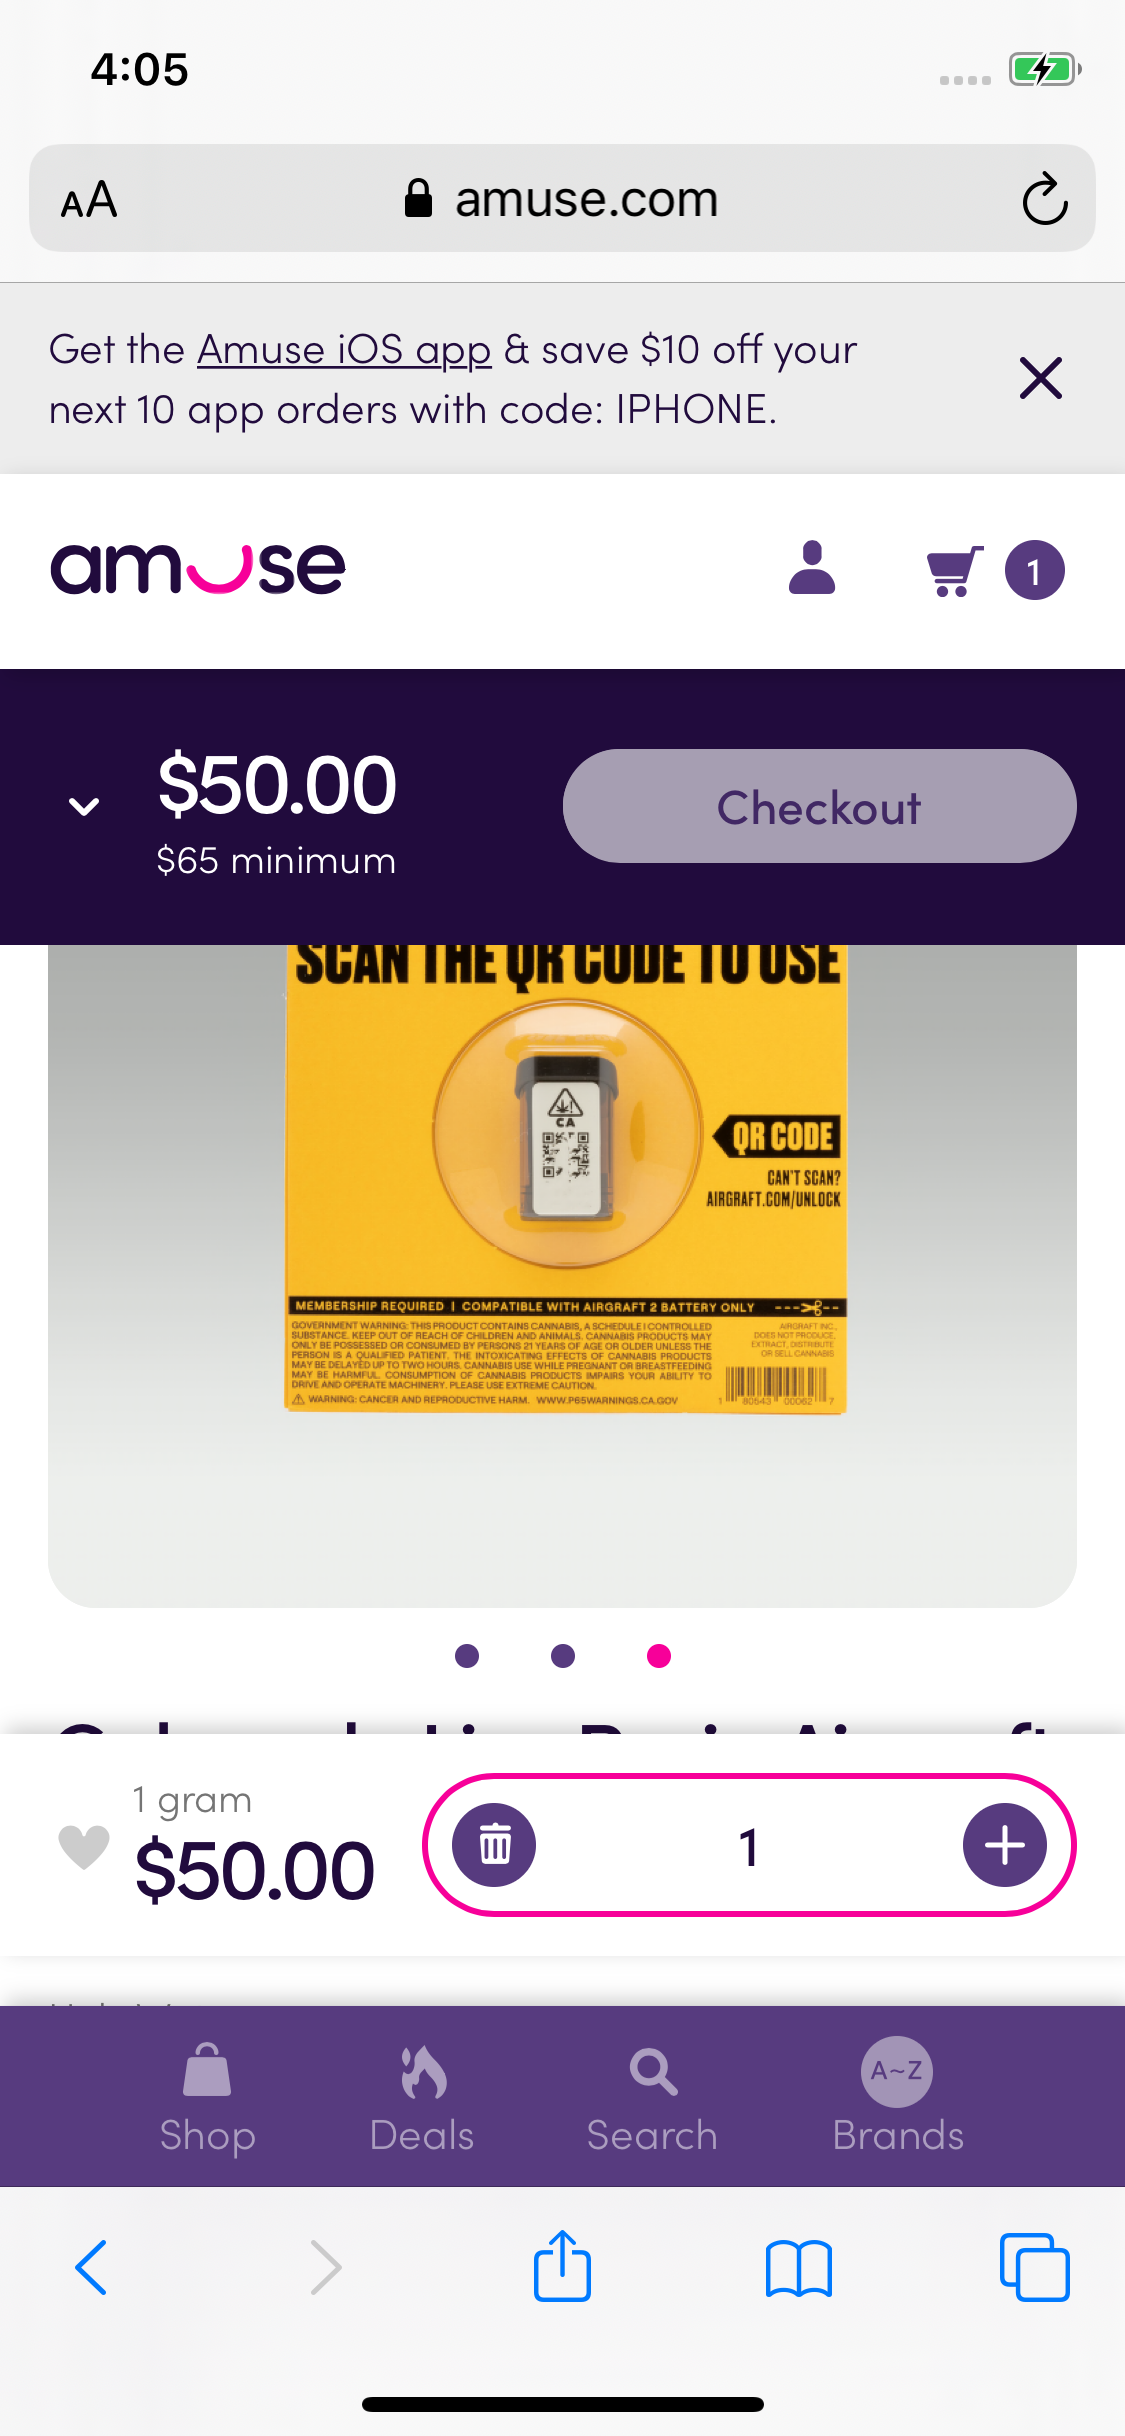 4:05
AA
amuse.com
Get the Amuse iOS app & save $10 off your
next 10 app orders with code: IPHONE.
amuse
1
$50.00
$65 minimum
Checkout
SCAN THE QR CODE TO USE
CA
QR CODE
CAN'T SCAN?
AIRGRAFT.COM/UNLOCK
MEMBERSHIP REQUIRED | COMPATIBLE WITH AIRGRAFT 2 BATTERY ONLY
GOVERNMENT WARNING: THIS PRODUCT CONTAINS CANNABIS, A SCHEDULE I CONTROLLED
SUBSTANCE. KEEP OUT OF REACH OF CHILDREN AND ANIMALS. CANNABIS PRODUCTS MAY
ONLY BE POSSESSED OR CONSUMED BY PERSONS 21 YEARS OF AGE OR OLDER UNLESS THE
PERSON IS A QUALIFIED PATIENT. THE INTOXICATING EFFECTS OF CANNABIS PRODUCTS
MAY BE DELAYED UP TO TWO HOURS. CANNABIS USE WHILE PREGNANT OR BREASTFEEDING
MAY BE HARMFUL. CONSUMPTION OF CANNABIS PRODUCTS IMPAIRS YOUR ABILITY TO
DRIVE AND OPERATE MACHINERY. PLEASE USE EXTREME CAUTION.
WARNING: CANCER AND REPRODUCTIVE HARM. WWW.P65WARNINGS.CA.GOV
AIRGRAFT INC.,
DOES NOT PRODUCE,
EXTRACT, DISTRIBUTE
OR SELL CANNABIS
1 80543 00062 7
1 gram
$50.00
1
Shop
Deals
Search
A~Z
Brands